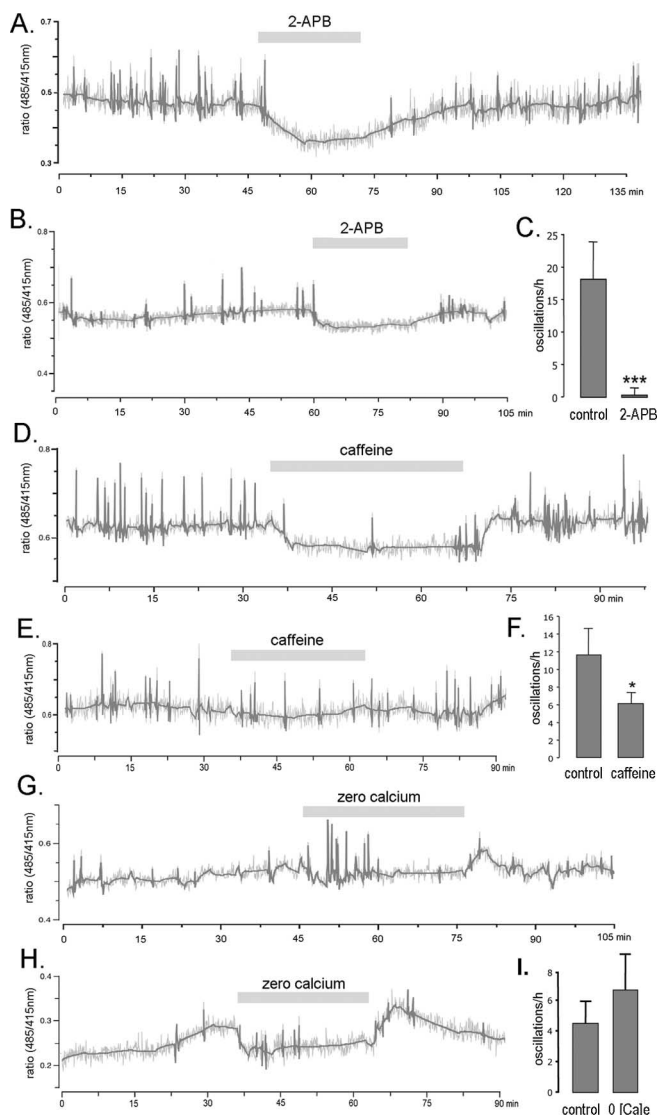 A.
2-APB
ratio (485/415nm)
0.7
0.5
0.3
0 15 30 45 60 75 90 105 120 135 min
B.
2-APB
ratio (485/415nm)
0.8
0.6
0.4
0 15 30 45 60 75 90 105 min
C.
oscillations/h
25
20
15
10
5
0
***
control 2-APB
D.
caffeine
ratio (485/415nm)
0.8
0.6
0 15 30 45 60 75 90 min
E.
caffeine
ratio (485/415nm)
0.8
0.6
0 15 30 45 60 75 90 min
F.
oscillations/h
16
14
12
10
8
6
4
2
0
*
control caffeine
G.
zero calcium
ratio (485/415nm)
0.6
0.4
0 15 30 45 60 75 90 105 min
H.
zero calcium
ratio (485/415nm)
0.4
0.3
0.2
0 15 30 45 60 75 90 min
I.
oscillations/h
8
6
4
2
0
control 0 [Ca]e